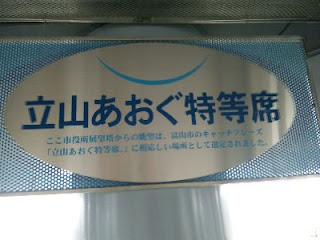 立山あおぐ特等席
ここ市役所展望塔からの眺望は、富山市のキャッチフレーズ
「立山あおぐ特等席。」に相応しい場所として選定されました。